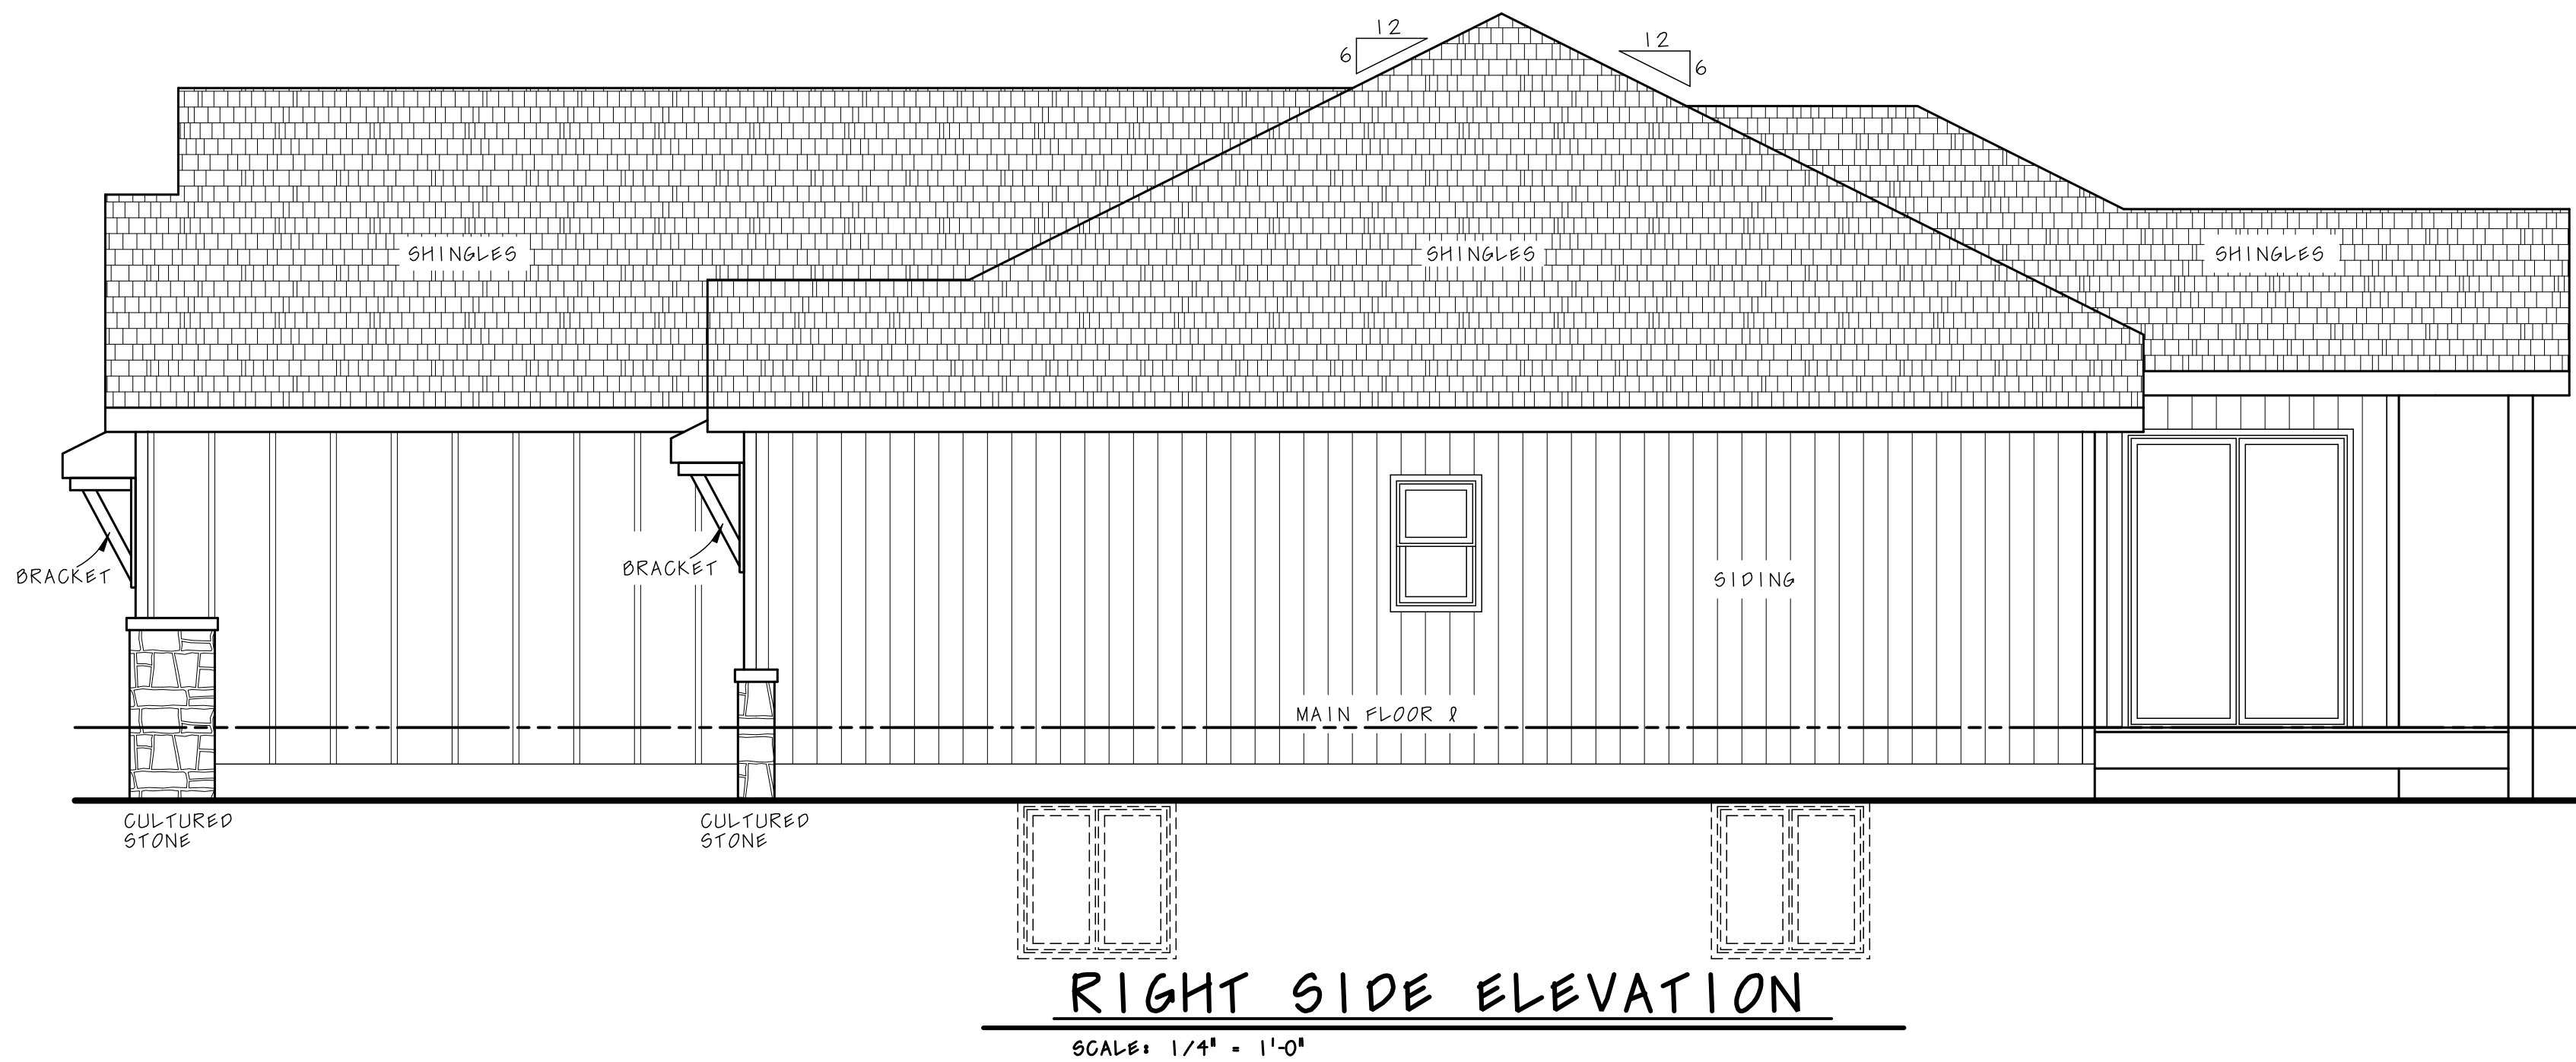 12
6
12
6
SHINGLES
SHINGLES
SHINGLES
BRACKET
BRACKET
SIDING
MAIN FLOOR
CULTURED
STONE
CULTURED
STONE
RIGHT SIDE ELEVATION
SCALE: 1/4" = 1'-0"